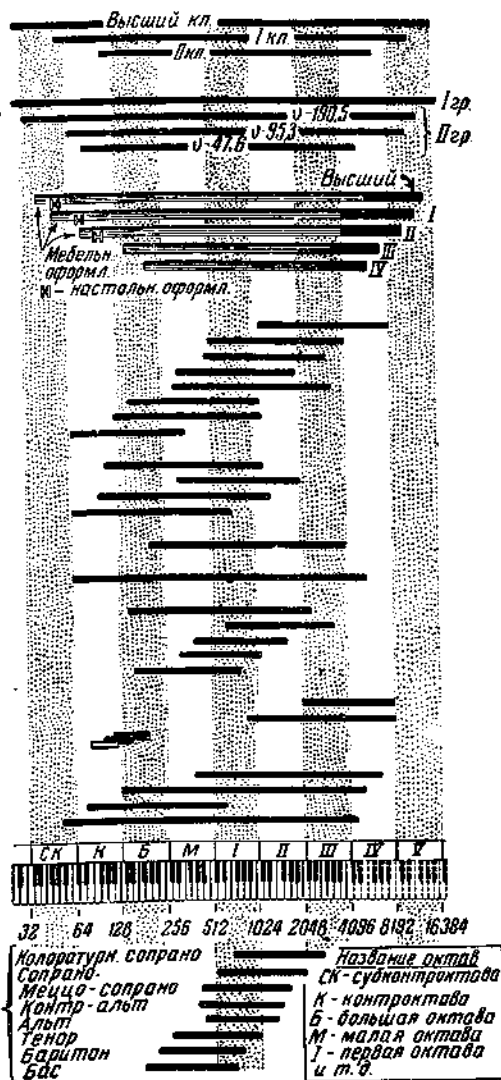 Высший кл.
I кл.
II кл.
I гр.
υ-190,5
II гр.
υ-95,3
υ-47,6
Высший
I
II
III
IV
Мебельн.
оформл.
- настольн. оформл.
СК К Б М I II III IV V
32 64 128 256 512 1024 2048 4096 8192 16384
Колоратурн. сопрано
Сопрано
Меццо-сопрано
Контр-альт
Альт
Тенор
Баритон
Бас
Название октав
СК-субконтроктава
К-контроктава
Б-большая октава
М-малая октава
I-первая октава
и т.д.